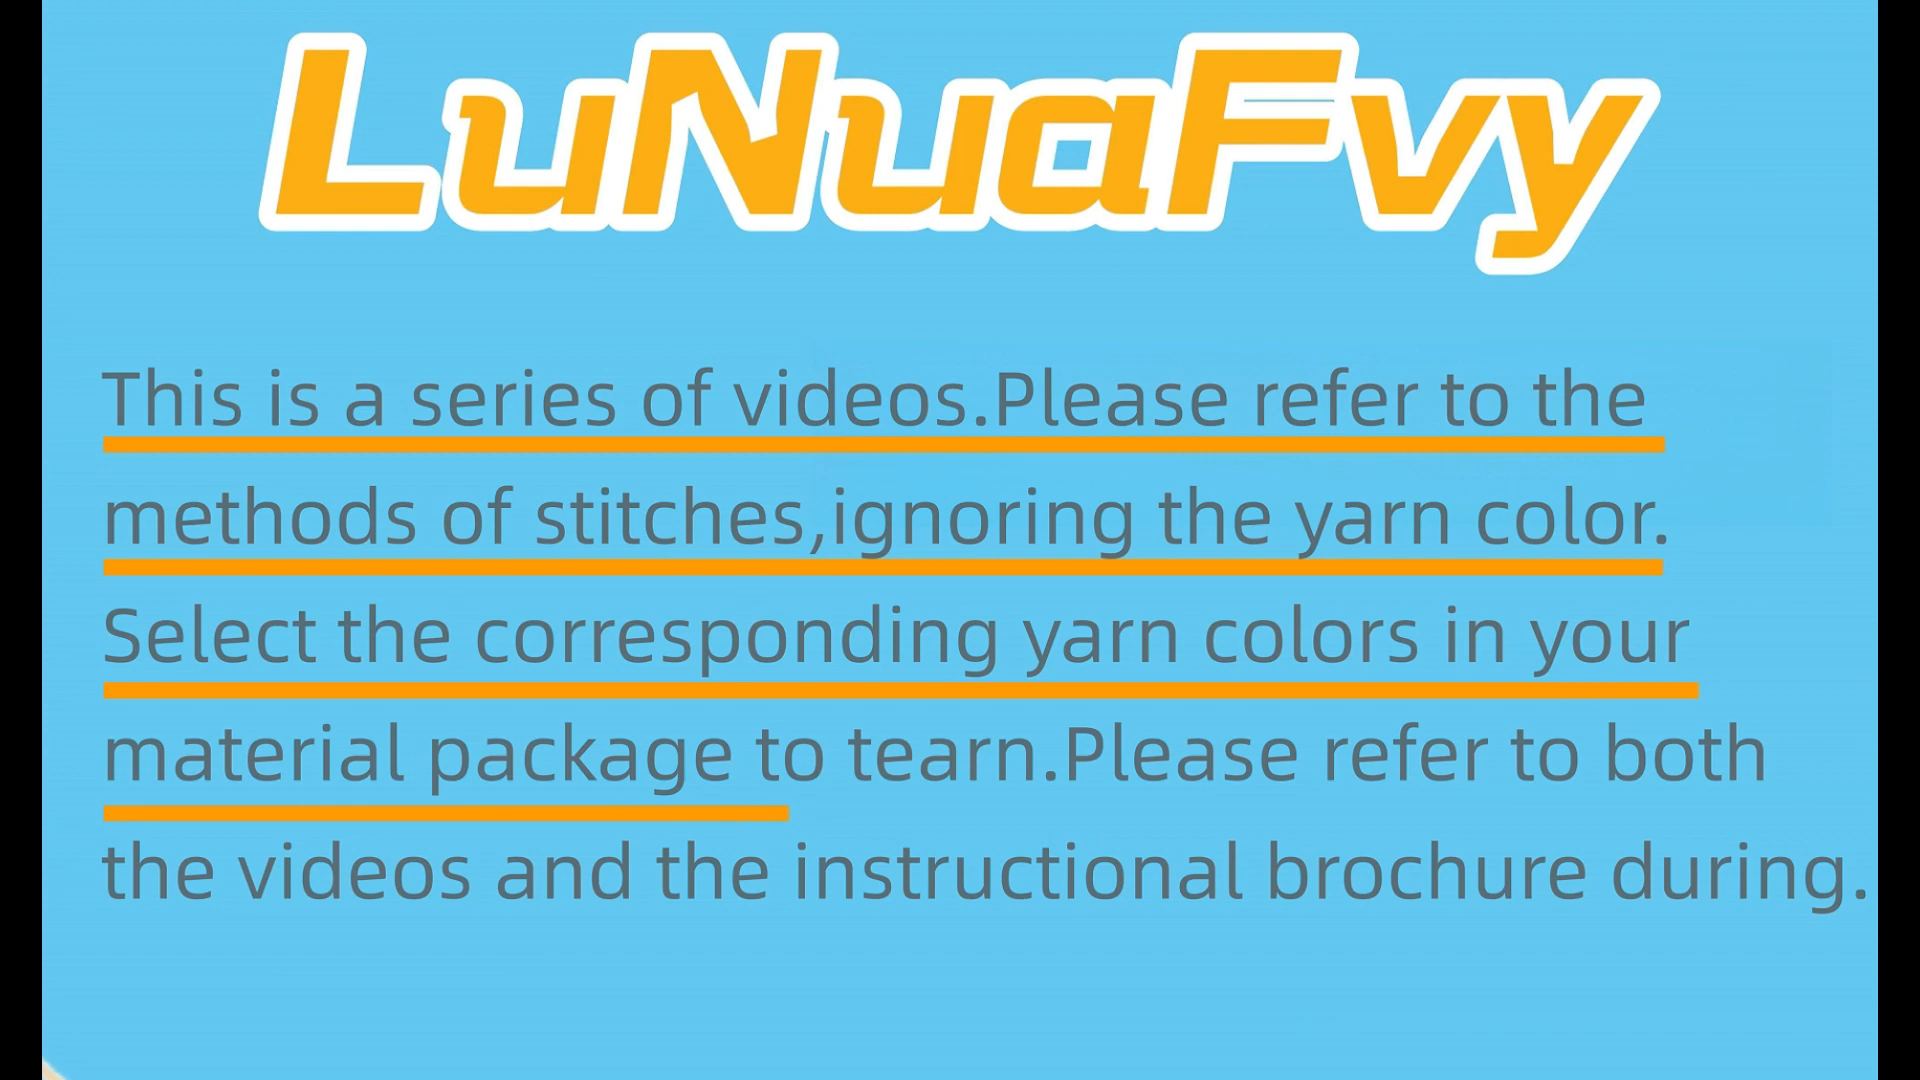 LuNuaFvy
This is a series of videos.Please refer to the
methods of stitches,ignoring the yarn color.
Select the corresponding yarn colors in your
material package to tearn.Please refer to both
the videos and the instructional brochure during.